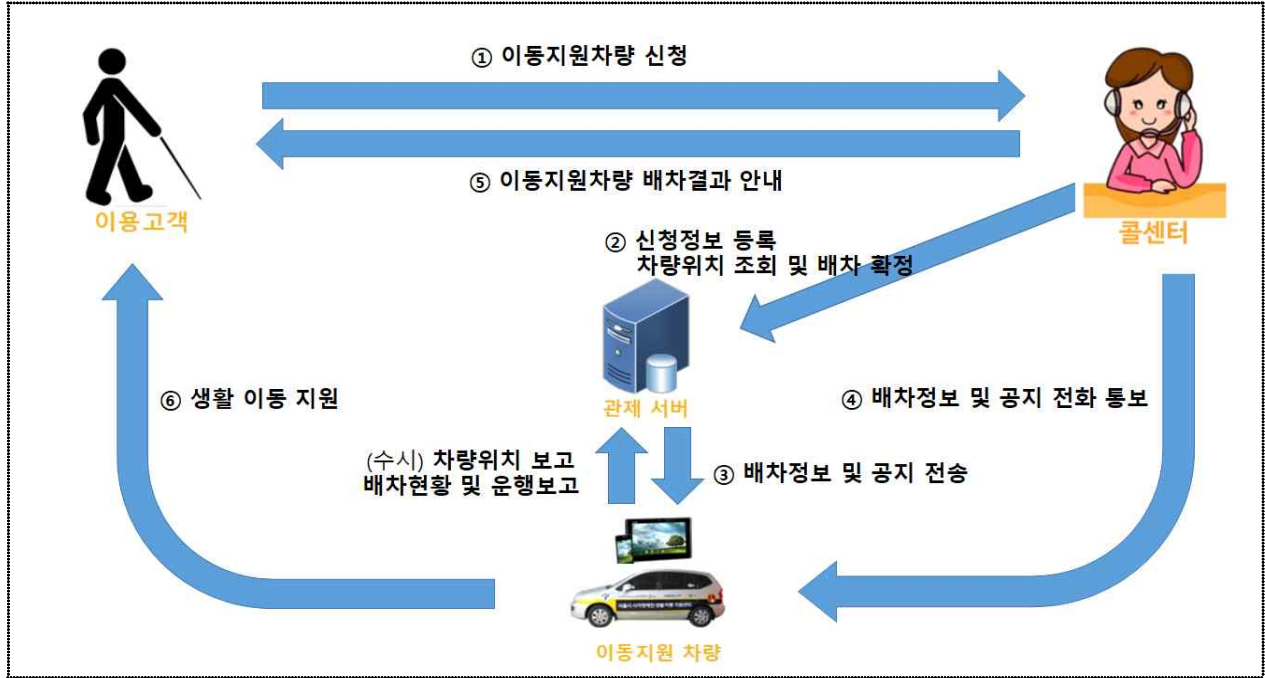 ① 이동지원차량 신청
⑤ 이동지원차량 배차결과 안내
이용고객
콜센터
② 신청정보 등록
차량위치 조회 및 배차 확정
관제 서버
⑥ 생활 이동 지원
④ 배차정보 및 공지 전화 통보
(수시) 차량위치 보고
배차현황 및 운행보고
③ 배차정보 및 공지 전송
이동지원 차량